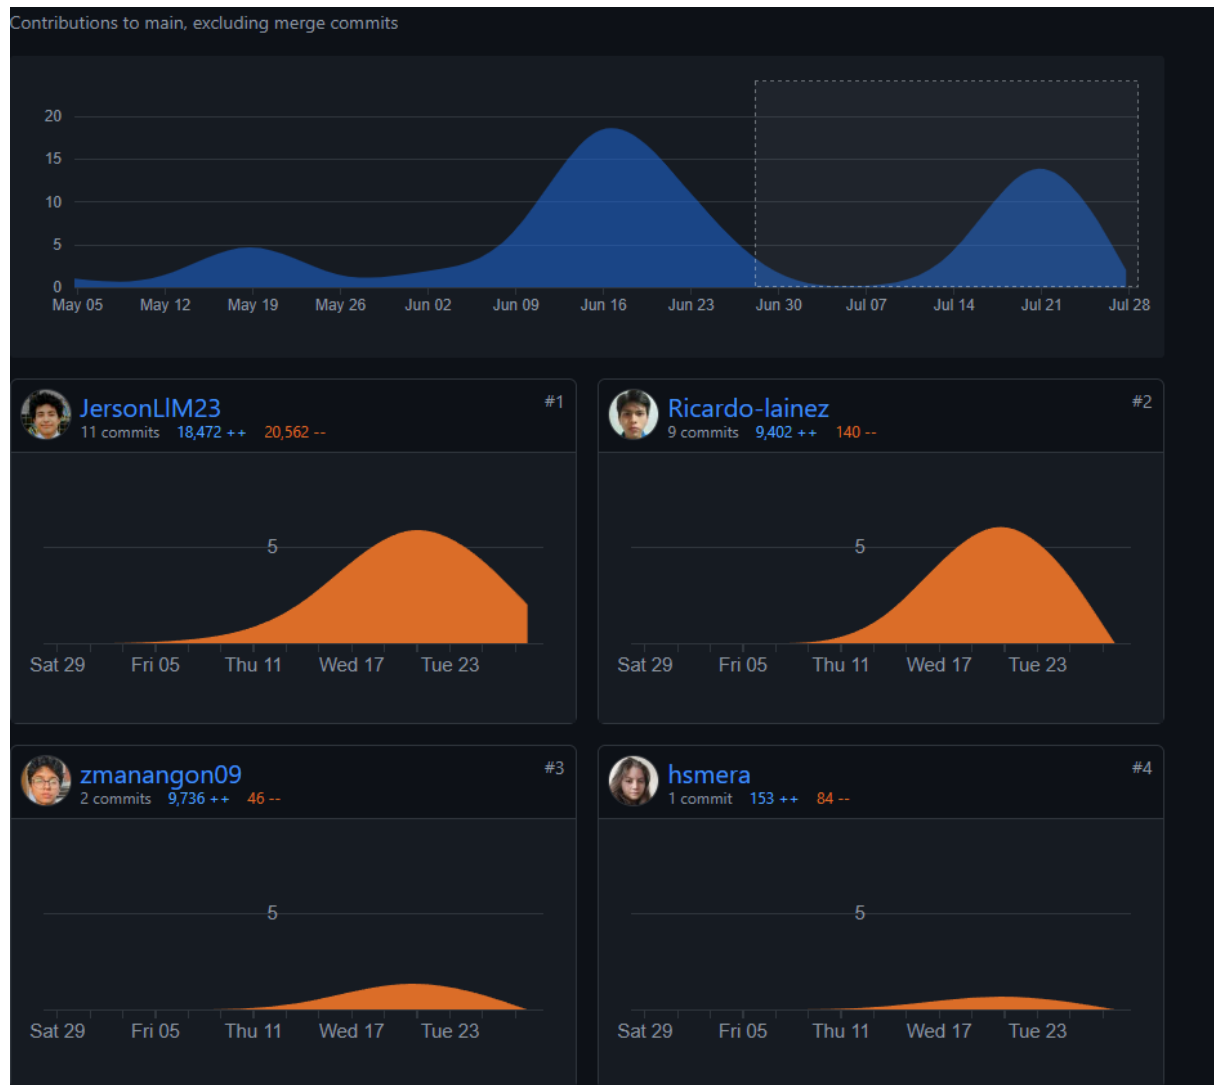 Contributions to main, excluding merge commits
20
15
10
5
0
May 05 May 12 May 19 May 26 Jun 02 Jun 09 Jun 16 Jun 23 Jun 30 Jul 07 Jul 14 Jul 21 Jul 28
JersonLlM23 #1
11 commits 18,472 ++ 20,562 --
5
Sat 29 Fri 05 Thu 11 Wed 17 Tue 23
Ricardo-lainez #2
9 commits 9,402 ++ 140 --
5
Sat 29 Fri 05 Thu 11 Wed 17 Tue 23
zmanangon09 #3
2 commits 9,736 ++ 46 --
5
Sat 29 Fri 05 Thu 11 Wed 17 Tue 23
hsmera #4
1 commit 153 ++ 84 --
5
Sat 29 Fri 05 Thu 11 Wed 17 Tue 23